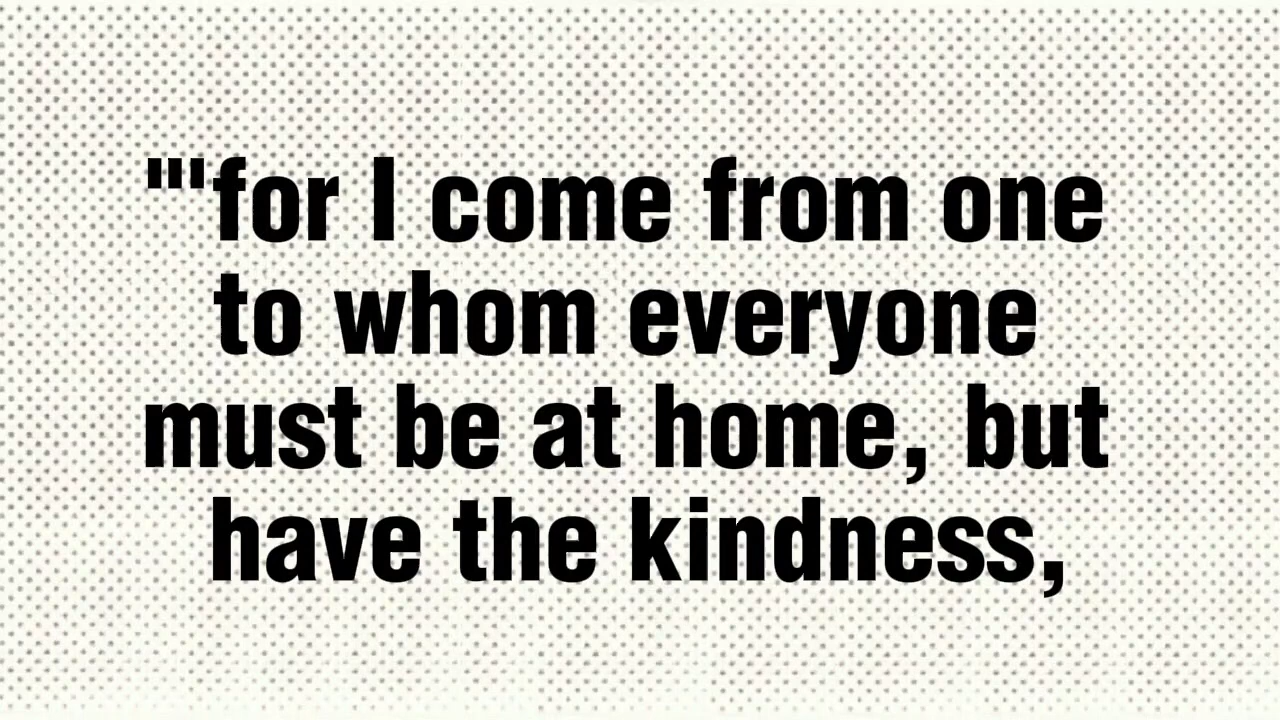 "'for I come from one
to whom everyone
must be at home, but
have the kindness,